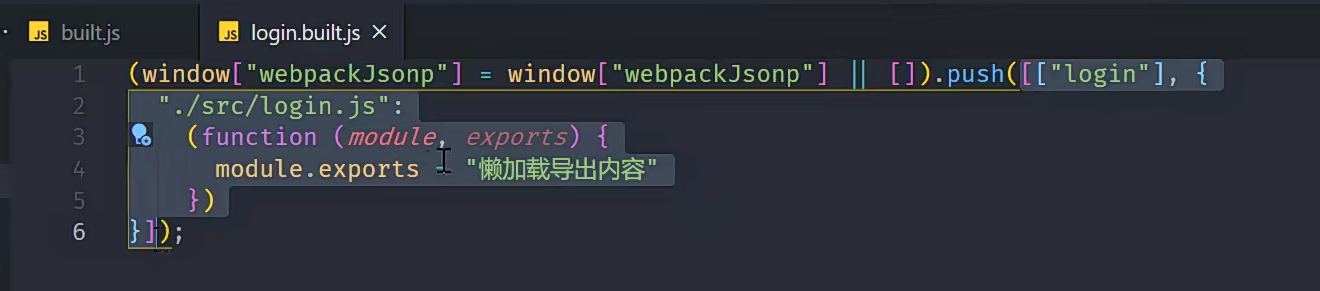 JS built.js JS login.built.js ×
1 (window["webpackJsonp"] = window["webpackJsonp"] || []).push([["login"], {
2 "./src/login.js":
3 (function (module, exports) {
4 module.exports = "懒加载导出内容"
5 })
6 }]);